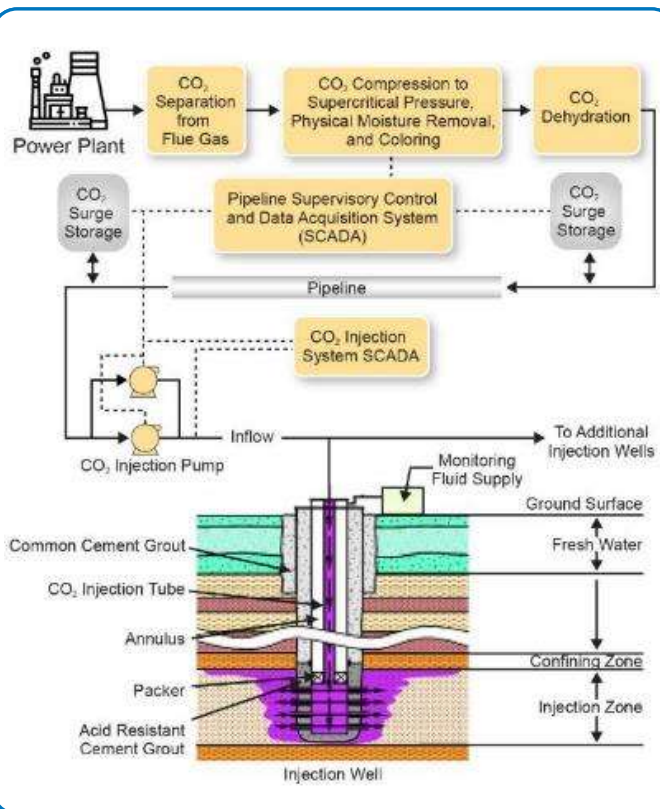 Power Plant
CO₂
Separation
from
Flue Gas
CO₂ Compression to
Supercritical Pressure,
Physical Moisture Removal,
and Coloring
CO₂
Dehydration
CO₂
Surge
Storage
Pipeline Supervisory Control
and Data Acquisition System
(SCADA)
CO₂
Surge
Storage
Pipeline
CO₂ Injection
System SCADA
Inflow
To Additional
Injection Wells
CO₂ Injection Pump
Monitoring
Fluid Supply
Ground Surface
Common Cement Grout
Fresh Water
CO₂ Injection Tube
Annulus
Confining Zone
Packer
Injection Zone
Acid Resistant
Cement Grout
Injection Well